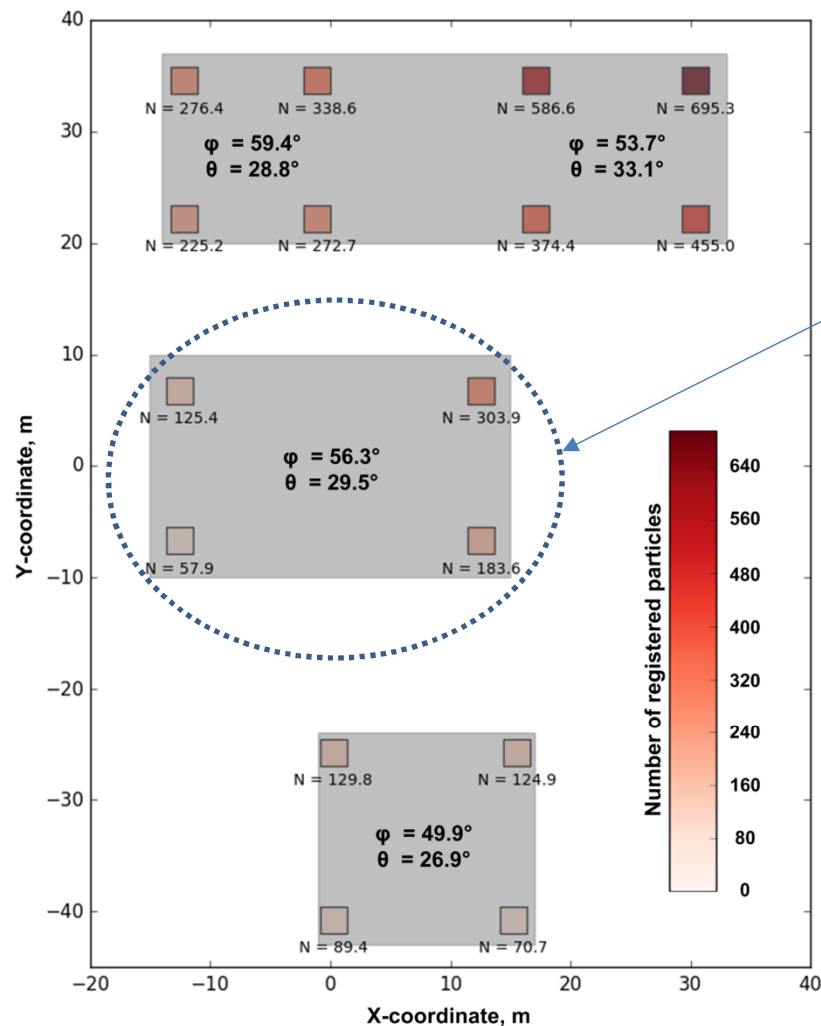 40
N = 276.4 N = 338.6 N = 586.6 N = 695.3
30
φ = 59.4° φ = 53.7°
θ = 28.8° θ = 33.1°
20
N = 225.2 N = 272.7 N = 374.4 N = 455.0
10
N = 125.4 N = 303.9
0
φ = 56.3°
θ = 29.5°
N = 57.9 N = 183.6
−10
−20
N = 129.8 N = 124.9
−30
φ = 49.9°
θ = 26.9°
−40
N = 89.4 N = 70.7
Y-coordinate, m
Number of registered particles
640
560
480
400
320
240
160
80
0
−20 −10 0 10 20 30 40
X-coordinate, m